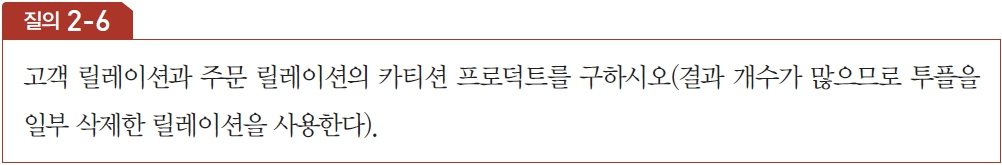 질의 2-6
고객 릴레이션과 주문 릴레이션의 카티션 프로덕트를 구하시오(결과 개수가 많으므로 투플을
일부 삭제한 릴레이션을 사용한다).